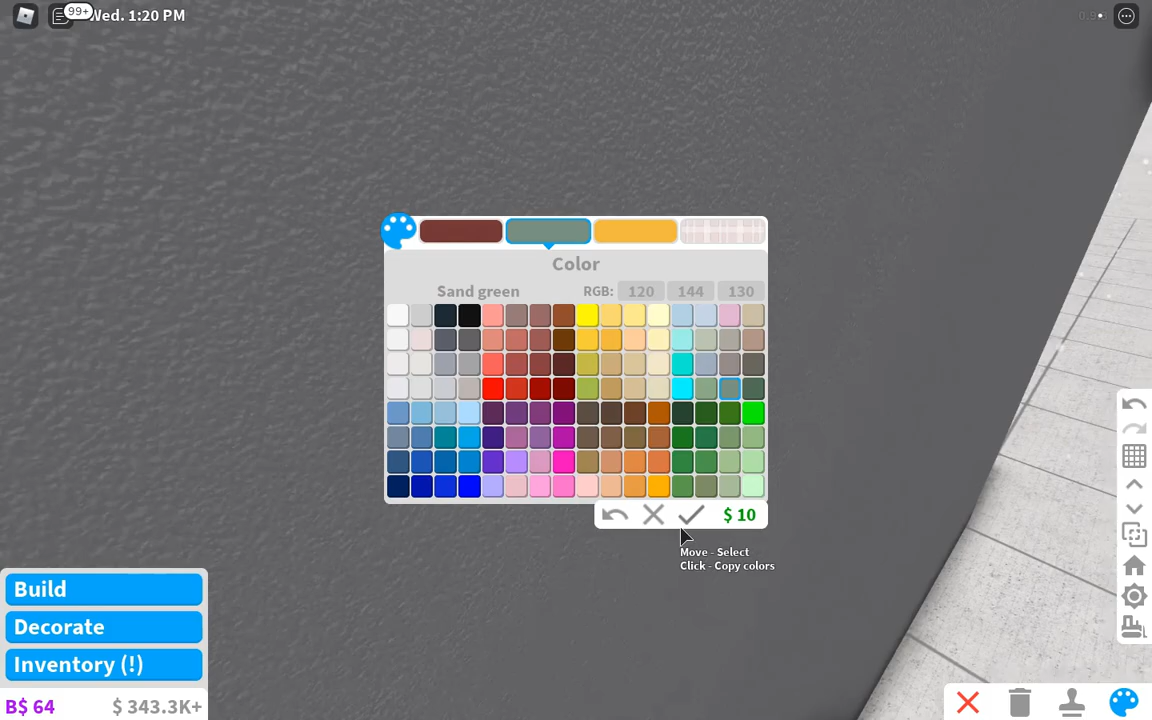 99+
Wed. 1:20 PM
Color
Sand green RGB: 120 144 130
$ 10
Move - Select
Click - Copy colors
Build
Decorate
Inventory (!)
B$ 64 $ 343.3K+